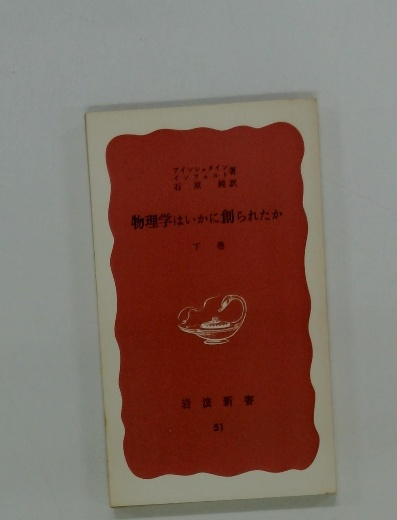 アインシュタイン著
インフェルト
石原純訳
物理学はいかに創られたか
下巻
岩波新書
51